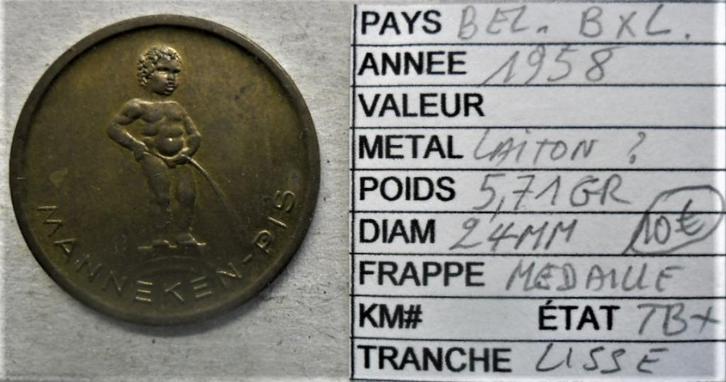 MANNEKEN-PIS
PAYS BEL. BXL.
ANNEE 1958
VALEUR
METAL LAITON ?
POIDS 5,71GR
DIAM 24MM 10€
FRAPPE MEDAILLE
KM# ÉTAT TB+
TRANCHE LISSE